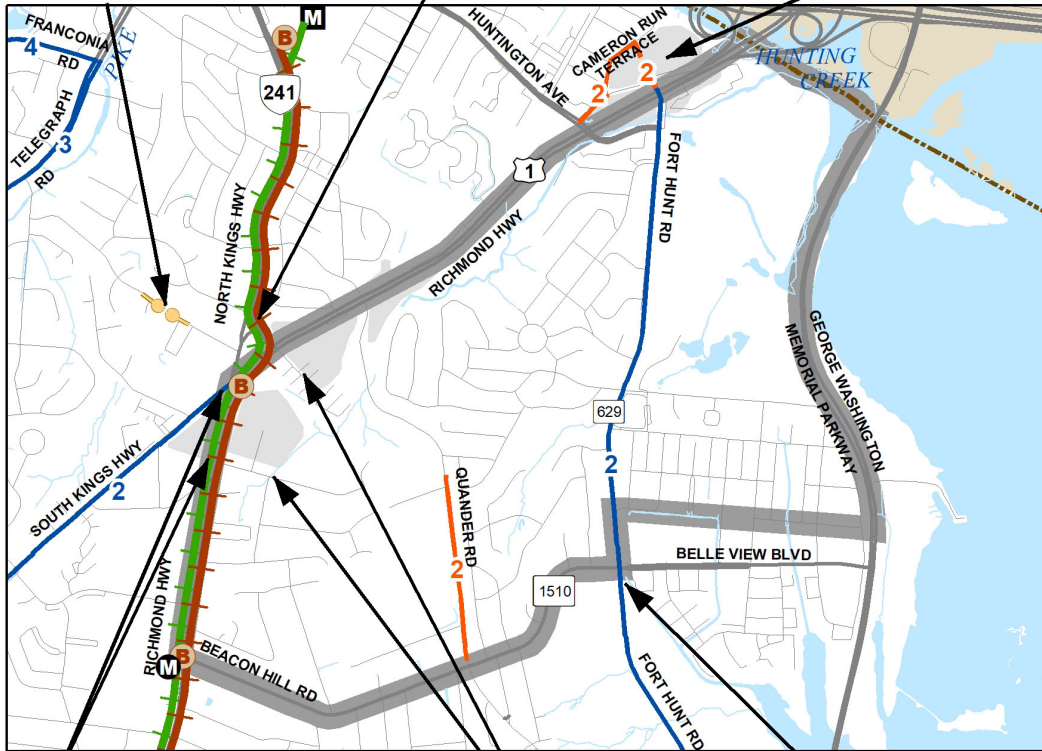 FRANCONIA
RD
4
PIKE
TELEGRAPH
RD
3
M
B
241
NORTH KINGS HWY
HUNTINGTON AVE
CAMERON RUN
TERRACE
2
2
HUNTING
CREEK
1
RICHMOND HWY
FORT HUNT RD
GEORGE WASHINGTON
MEMORIAL PARKWAY
B
629
2
SOUTH KINGS HWY
2
QUANDER RD
2
BELLE VIEW BLVD
1510
RICHMOND HWY
B
M
BEACON HILL RD
FORT HUNT RD